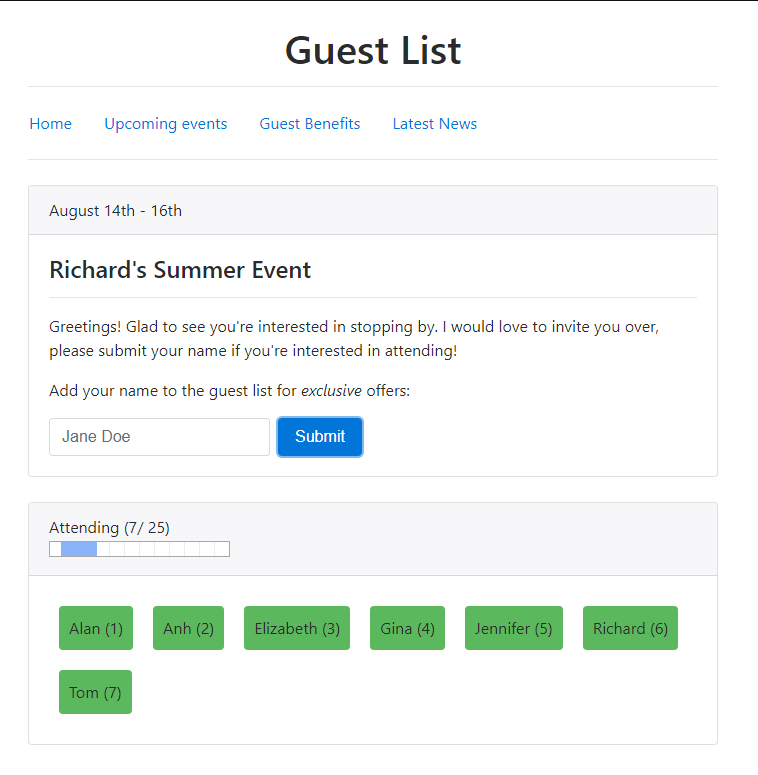 Guest List
Home Upcoming events Guest Benefits Latest News
August 14th - 16th
Richard's Summer Event
Greetings! Glad to see you're interested in stopping by. I would love to invite you over,
please submit your name if you're interested in attending!
Add your name to the guest list for exclusive offers:
Jane Doe Submit
Attending (7/ 25)
Alan (1) Anh (2) Elizabeth (3) Gina (4) Jennifer (5) Richard (6)
Tom (7)